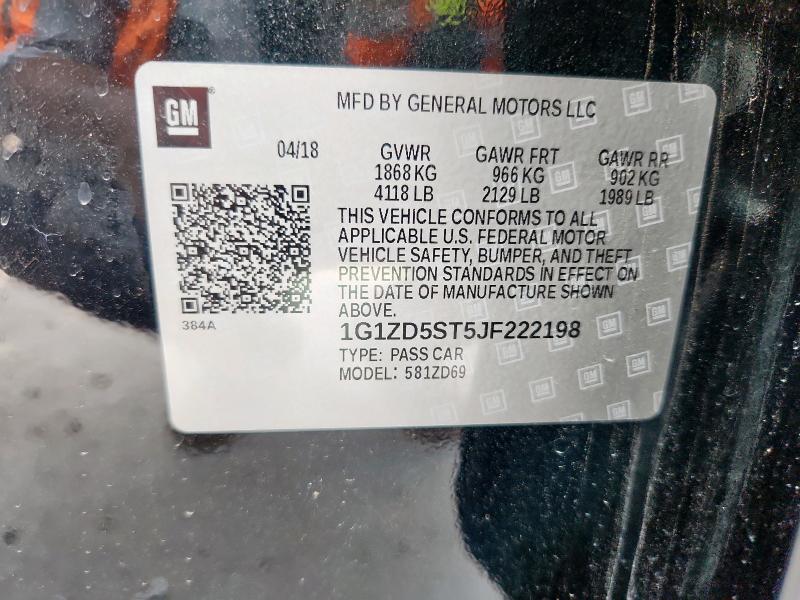 GM
MFD BY GENERAL MOTORS LLC
04/18 GVWR GAWR FRT GAWR RR
1868 KG 966 KG 902 KG
4118 LB 2129 LB 1989 LB
THIS VEHICLE CONFORMS TO ALL
APPLICABLE U.S. FEDERAL MOTOR
VEHICLE SAFETY, BUMPER, AND THEFT
PREVENTION STANDARDS IN EFFECT ON
THE DATE OF MANUFACTURE SHOWN
ABOVE.
384A
1G1ZD5ST5JF222198
TYPE: PASS CAR
MODEL: 581ZD69